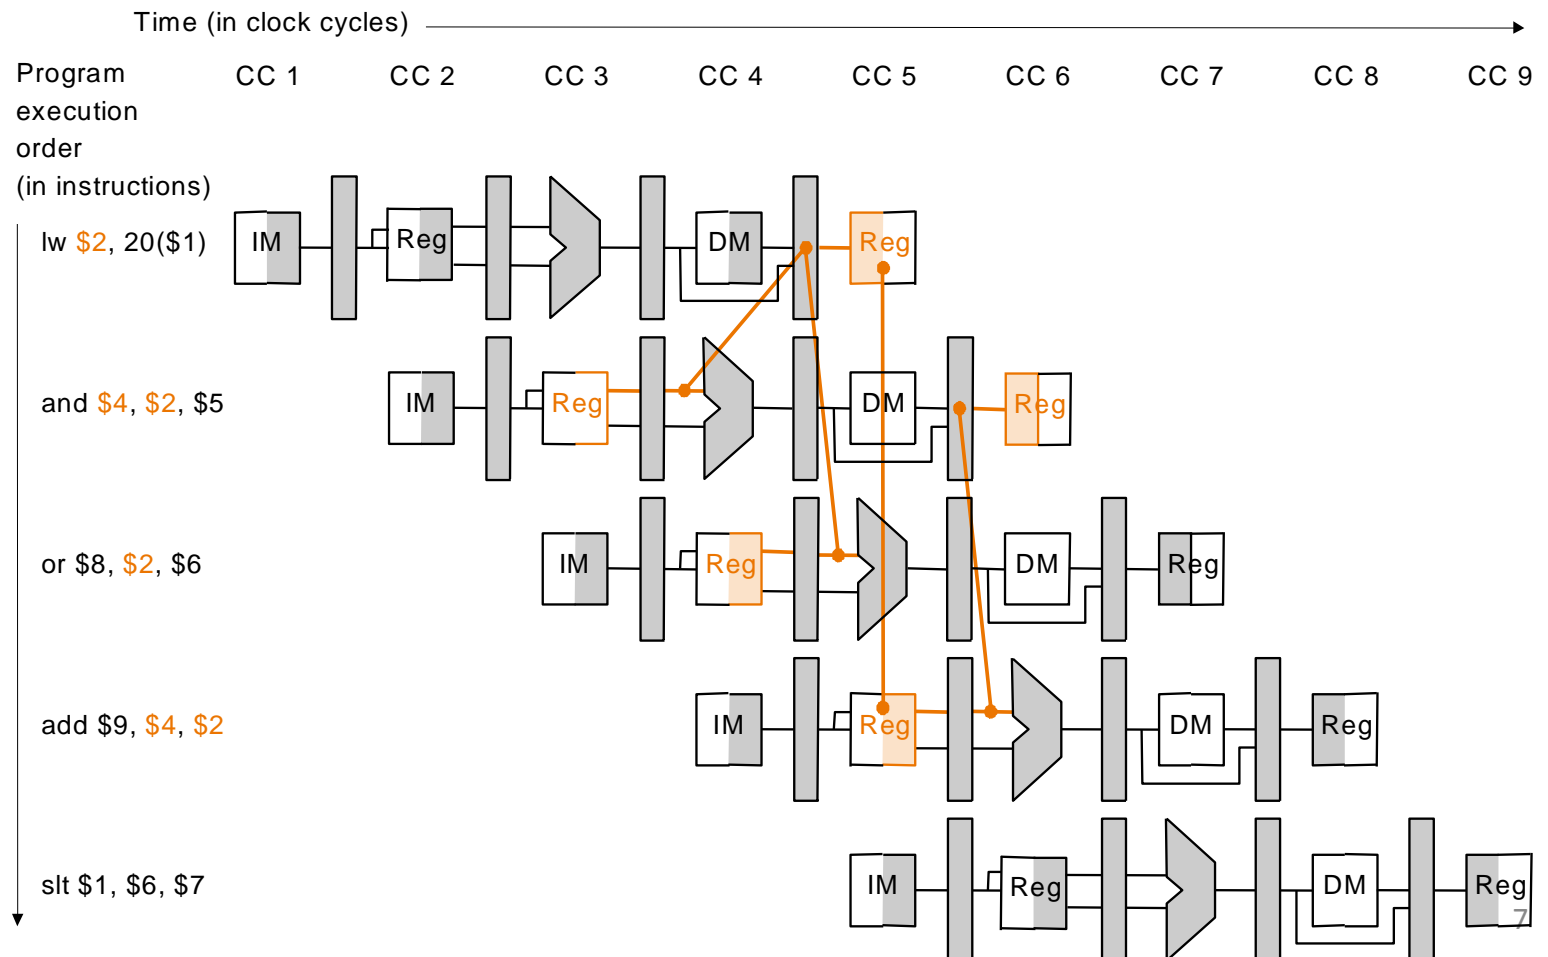 Time (in clock cycles)
Program
execution
order
(in instructions)
CC 1 CC 2 CC 3 CC 4 CC 5 CC 6 CC 7 CC 8 CC 9
lw $2, 20($1) IM Reg DM Reg
and $4, $2, $5 IM Reg DM Reg
or $8, $2, $6 IM Reg DM Reg
add $9, $4, $2 IM Reg DM Reg
slt $1, $6, $7 IM Reg DM Reg
7